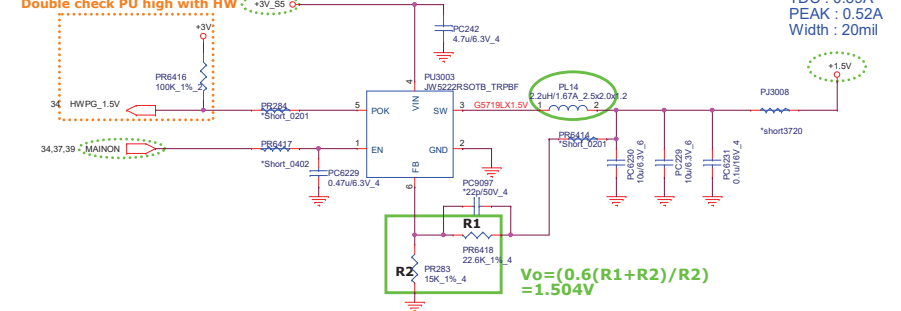 Double check PU high with HW
+3V_S5
PEAK : 0.52A
Width : 20mil
+3V
PC242
4.7u/6.3V_4
+1.5V
PR6416
100K_1%_2
PU3003
JW5222RSOTB_TRPBF
PL14
2.2uH/1.67A_2.5x2.0x1.2
34 HWPG_1.5V
PR284
*Short_0201
5 POK
4 VIN
SW 3
G5719LX1.5V
1 2
PJ3008
*short3720
34,37,39 MAINON
PR6417
*Short_0402
1 EN
GND 2
FB 6
PR6414
*Short_0201
PC6229
0.47u/6.3V_4
PC6230
10u/6.3V_6
PC229
10u/6.3V_6
PC6231
0.1u/16V_4
PC9097
*22p/50V_4
R1
PR6418
22.6K_1%_4
R2
PR283
15K_1%_4
Vo=(0.6(R1+R2)/R2)
=1.504V